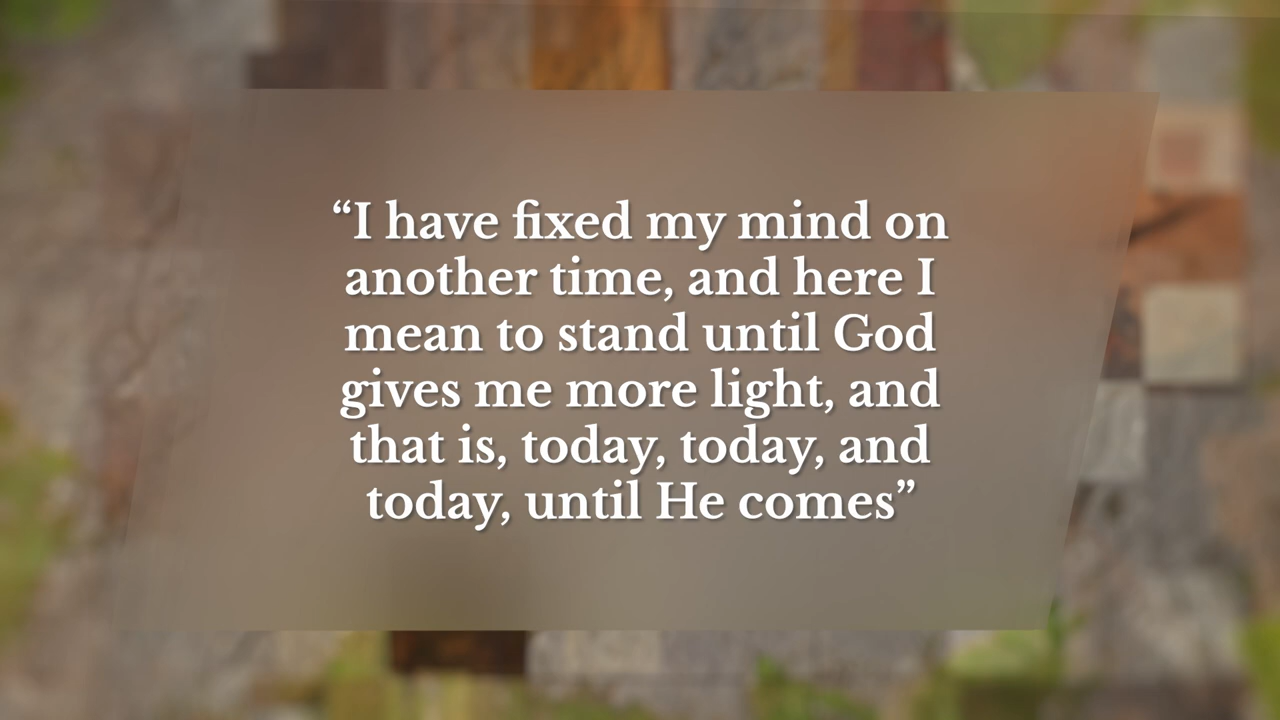 “I have fixed my mind on
another time, and here I
mean to stand until God
gives me more light, and
that is, today, today, and
today, until He comes”